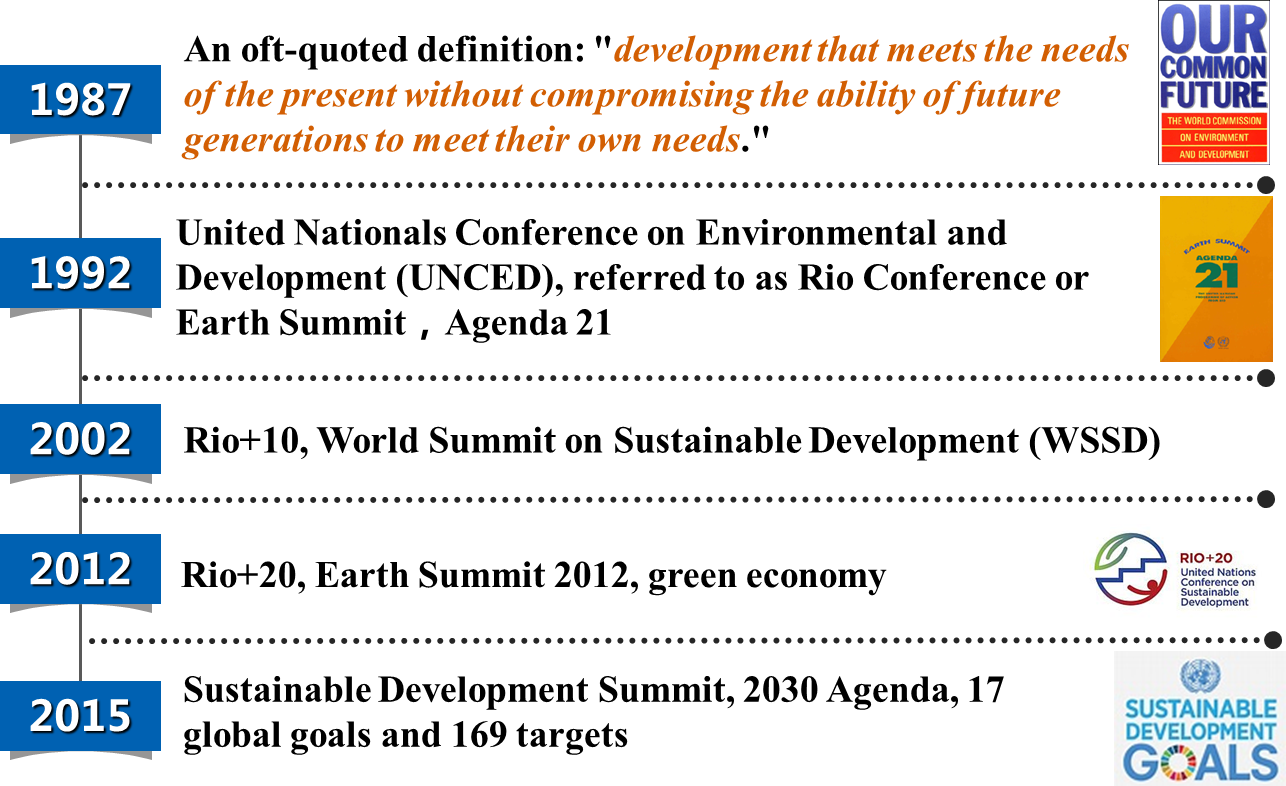 1987
An oft-quoted definition: "development that meets the needs
of the present without compromising the ability of future
generations to meet their own needs."
OUR
COMMON
FUTURE
THE WORLD COMMISSION
ON ENVIRONMENT
AND DEVELOPMENT
1992
United Nationals Conference on Environmental and
Development (UNCED), referred to as Rio Conference or
Earth Summit，Agenda 21
EARTH SUMMIT
AGENDA
21
2002
Rio+10, World Summit on Sustainable Development (WSSD)
2012
Rio+20, Earth Summit 2012, green economy
RIO+20
United Nations
Conference on
Sustainable
Development
2015
Sustainable Development Summit, 2030 Agenda, 17
global goals and 169 targets
SUSTAINABLE
DEVELOPMENT
GOALS